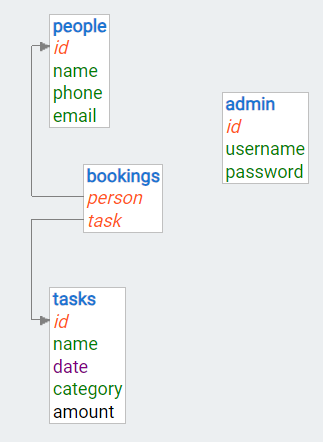 people
id
name
phone
email
admin
id
username
password
bookings
person
task
tasks
id
name
date
category
amount